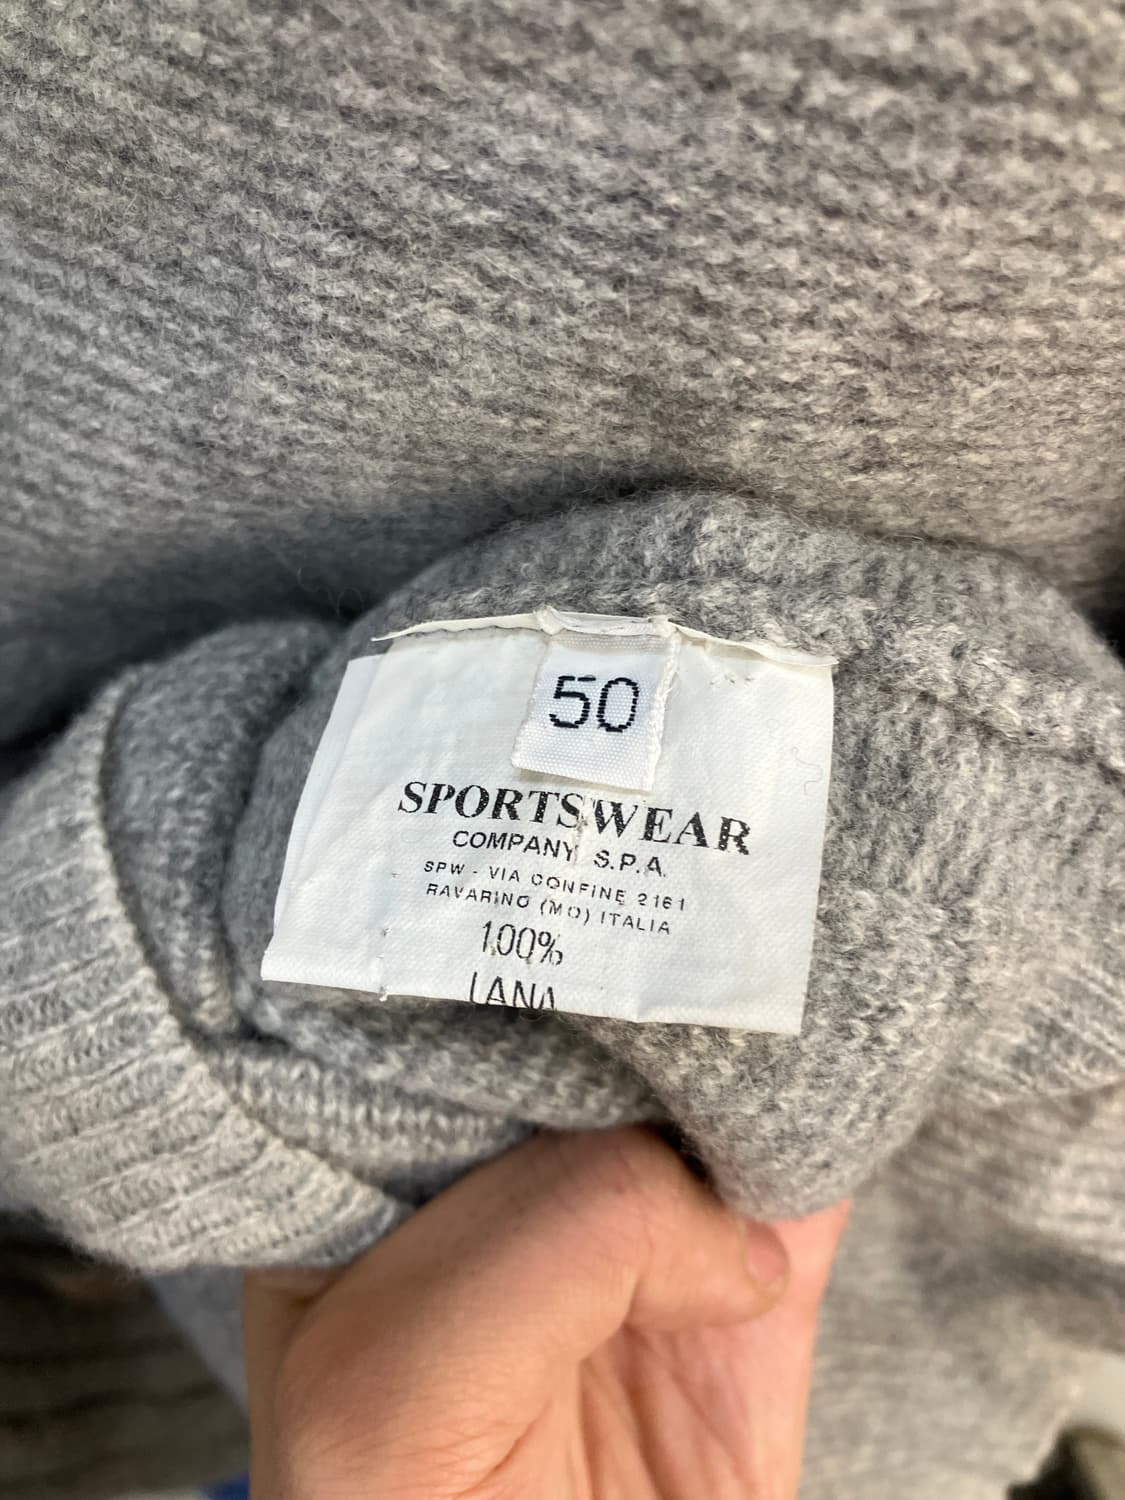 50
SPORTSWEAR
COMPANY S.P.A.
SPW - VIA CONFINE 2161
RAVARINO (MO) ITALIA
100%
LANA